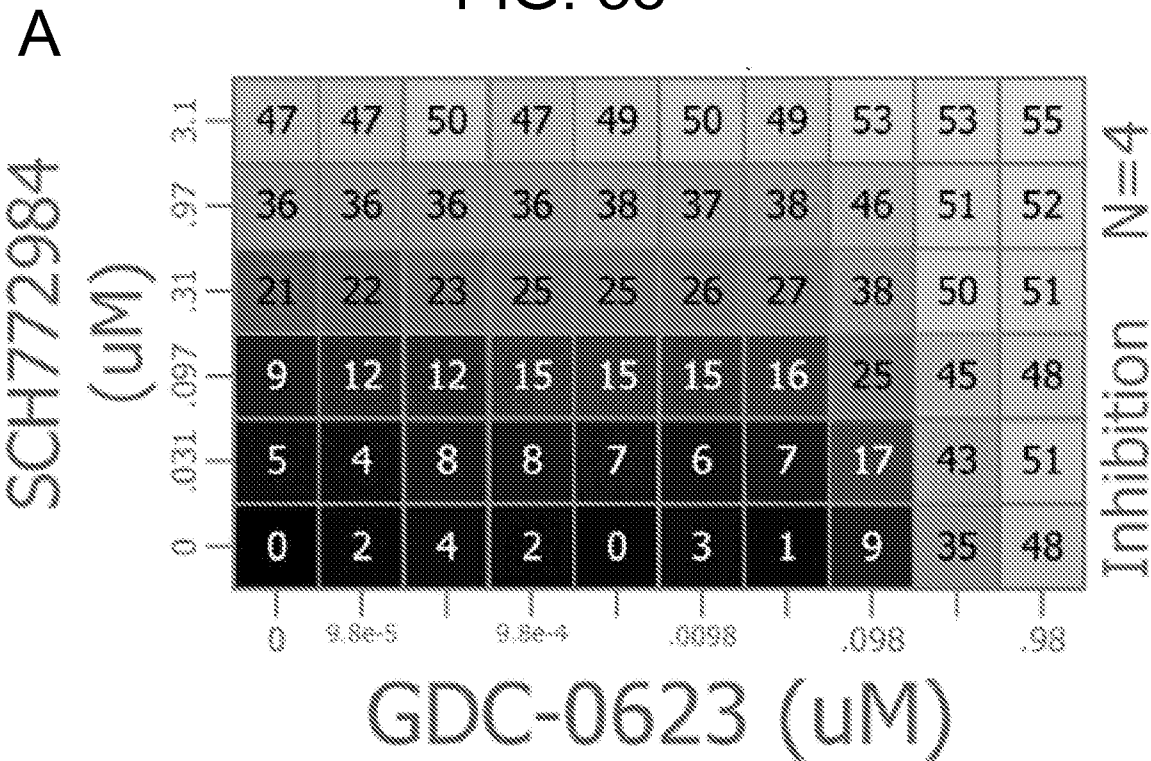 A
3.1 47 47 50 47 49 50 49 53 53 55
.97 36 36 36 36 38 37 38 46 51 52
.31 21 22 23 25 25 26 27 38 50 51
.097 9 12 12 15 15 15 16 25 45 48
.031 5 4 8 8 7 6 7 17 43 51
0 0 2 4 2 0 3 1 9 35 48
0 9.8e-5 9.8e-4 .0098 .098 .98
SCH772984
(uM)
GDC-0623 (uM)
Inhibition N=4